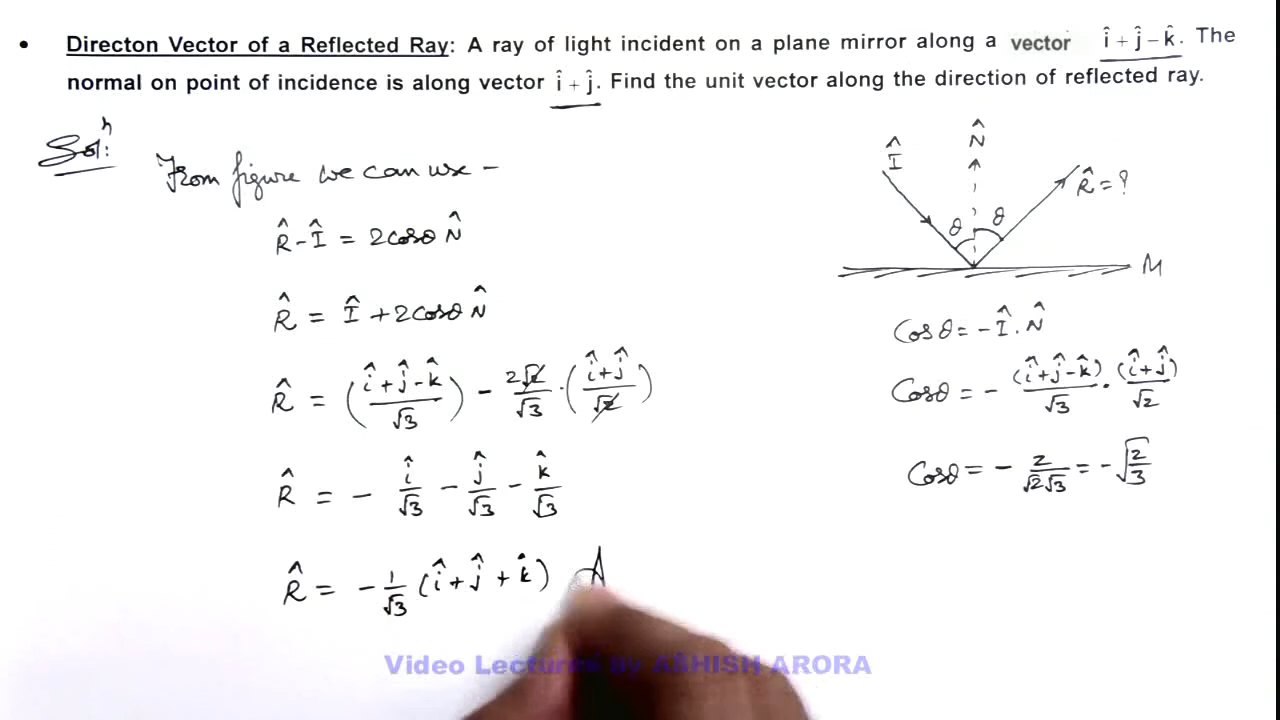 • Directon Vector of a Reflected Ray: A ray of light incident on a plane mirror along a vector î + ĵ – k̂. The
normal on point of incidence is along vector î + ĵ. Find the unit vector along the direction of reflected ray.
Solⁿ:
From figure we can use –
R̂ - Î = 2cosθ N̂
R̂ = Î + 2cosθ N̂
R̂ = ( (î + ĵ - k̂)/√3 ) - 2√2/√3 · ( (î + ĵ)/√2 )
R̂ = - î/√3 - ĵ/√3 - k̂/√3
R̂ = - 1/√3 (î + ĵ + k̂) A
Î
N̂
R̂ = ?
θ θ
M
Cosθ = - Î . N̂
Cosθ = - (î + ĵ - k̂)/√3 . (î + ĵ)/√2
Cosθ = - 2/√2√3 = - √(2/3)
Video Lectures by ASHISH ARORA